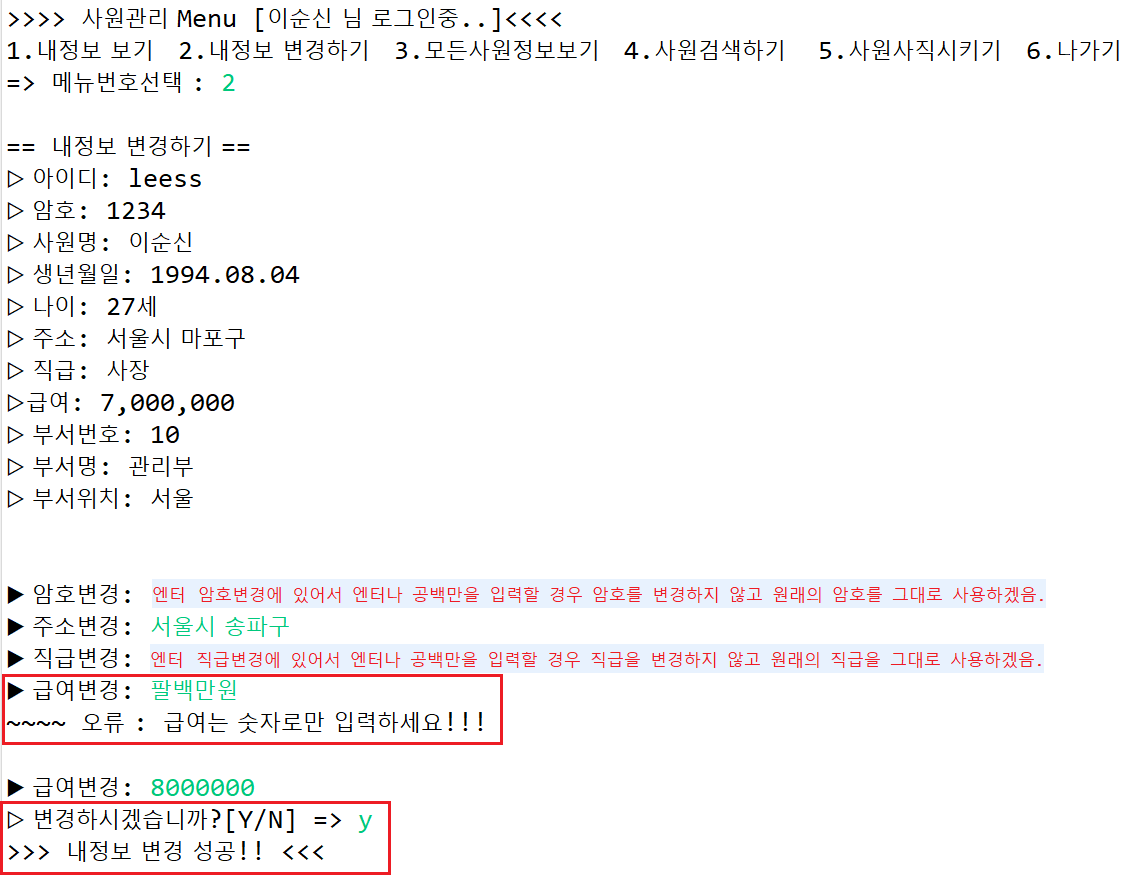 >>>> 사원관리 Menu [이순신 님 로그인중..]<<<<
1.내정보 보기 2.내정보 변경하기 3.모든사원정보보기 4.사원검색하기 5.사원사직시키기 6.나가기
=> 메뉴번호선택 : 2
== 내정보 변경하기 ==
▷ 아이디: leess
▷ 암호: 1234
▷ 사원명: 이순신
▷ 생년월일: 1994.08.04
▷ 나이: 27세
▷ 주소: 서울시 마포구
▷ 직급: 사장
▷급여: 7,000,000
▷ 부서번호: 10
▷ 부서명: 관리부
▷ 부서위치: 서울
▶ 암호변경: 엔터 암호변경에 있어서 엔터나 공백만을 입력할 경우 암호를 변경하지 않고 원래의 암호를 그대로 사용하겠음.
▶ 주소변경: 서울시 송파구
▶ 직급변경: 엔터 직급변경에 있어서 엔터나 공백만을 입력할 경우 직급을 변경하지 않고 원래의 직급을 그대로 사용하겠음.
▶ 급여변경: 팔백만원
~~~~ 오류 : 급여는 숫자로만 입력하세요!!!
▶ 급여변경: 8000000
▷ 변경하시겠습니까?[Y/N] => y
>>> 내정보 변경 성공!! <<<